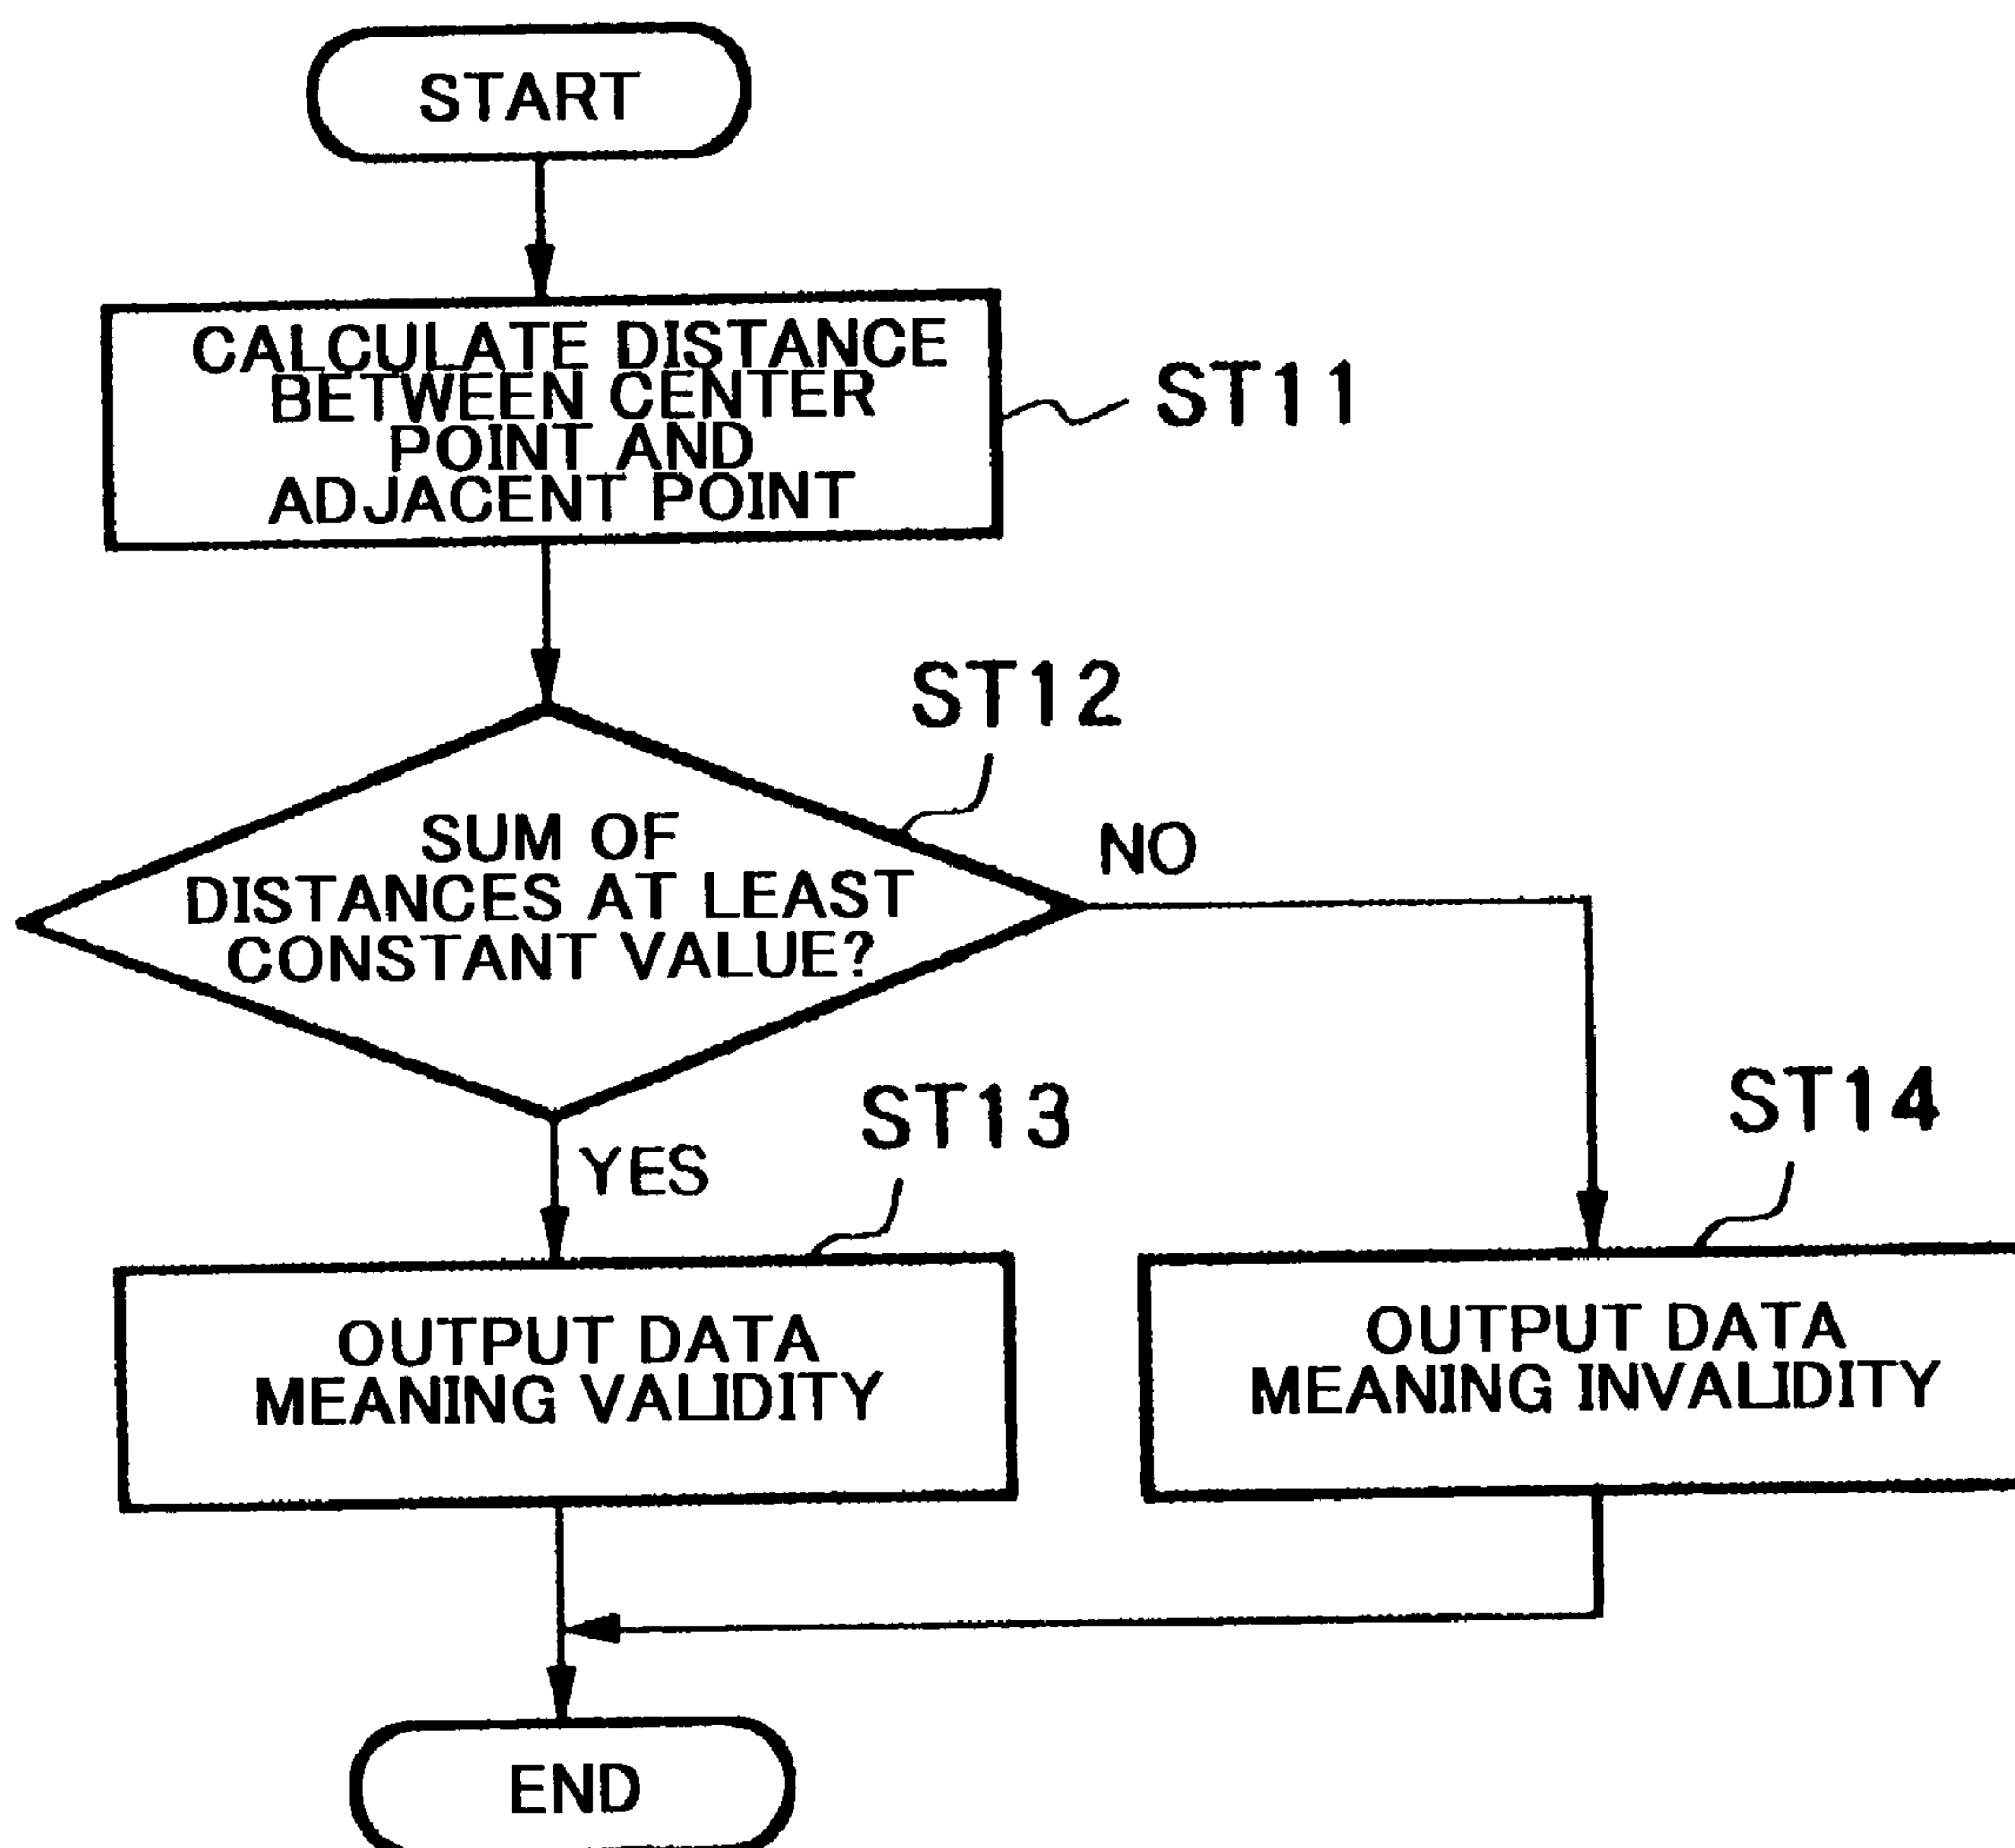 START
CALCULATE DISTANCE
BETWEEN CENTER
POINT AND
ADJACENT POINT
ST11
ST12
SUM OF
DISTANCES AT LEAST
CONSTANT VALUE?
NO
YES
ST13
OUTPUT DATA
MEANING VALIDITY
ST14
OUTPUT DATA
MEANING INVALIDITY
END